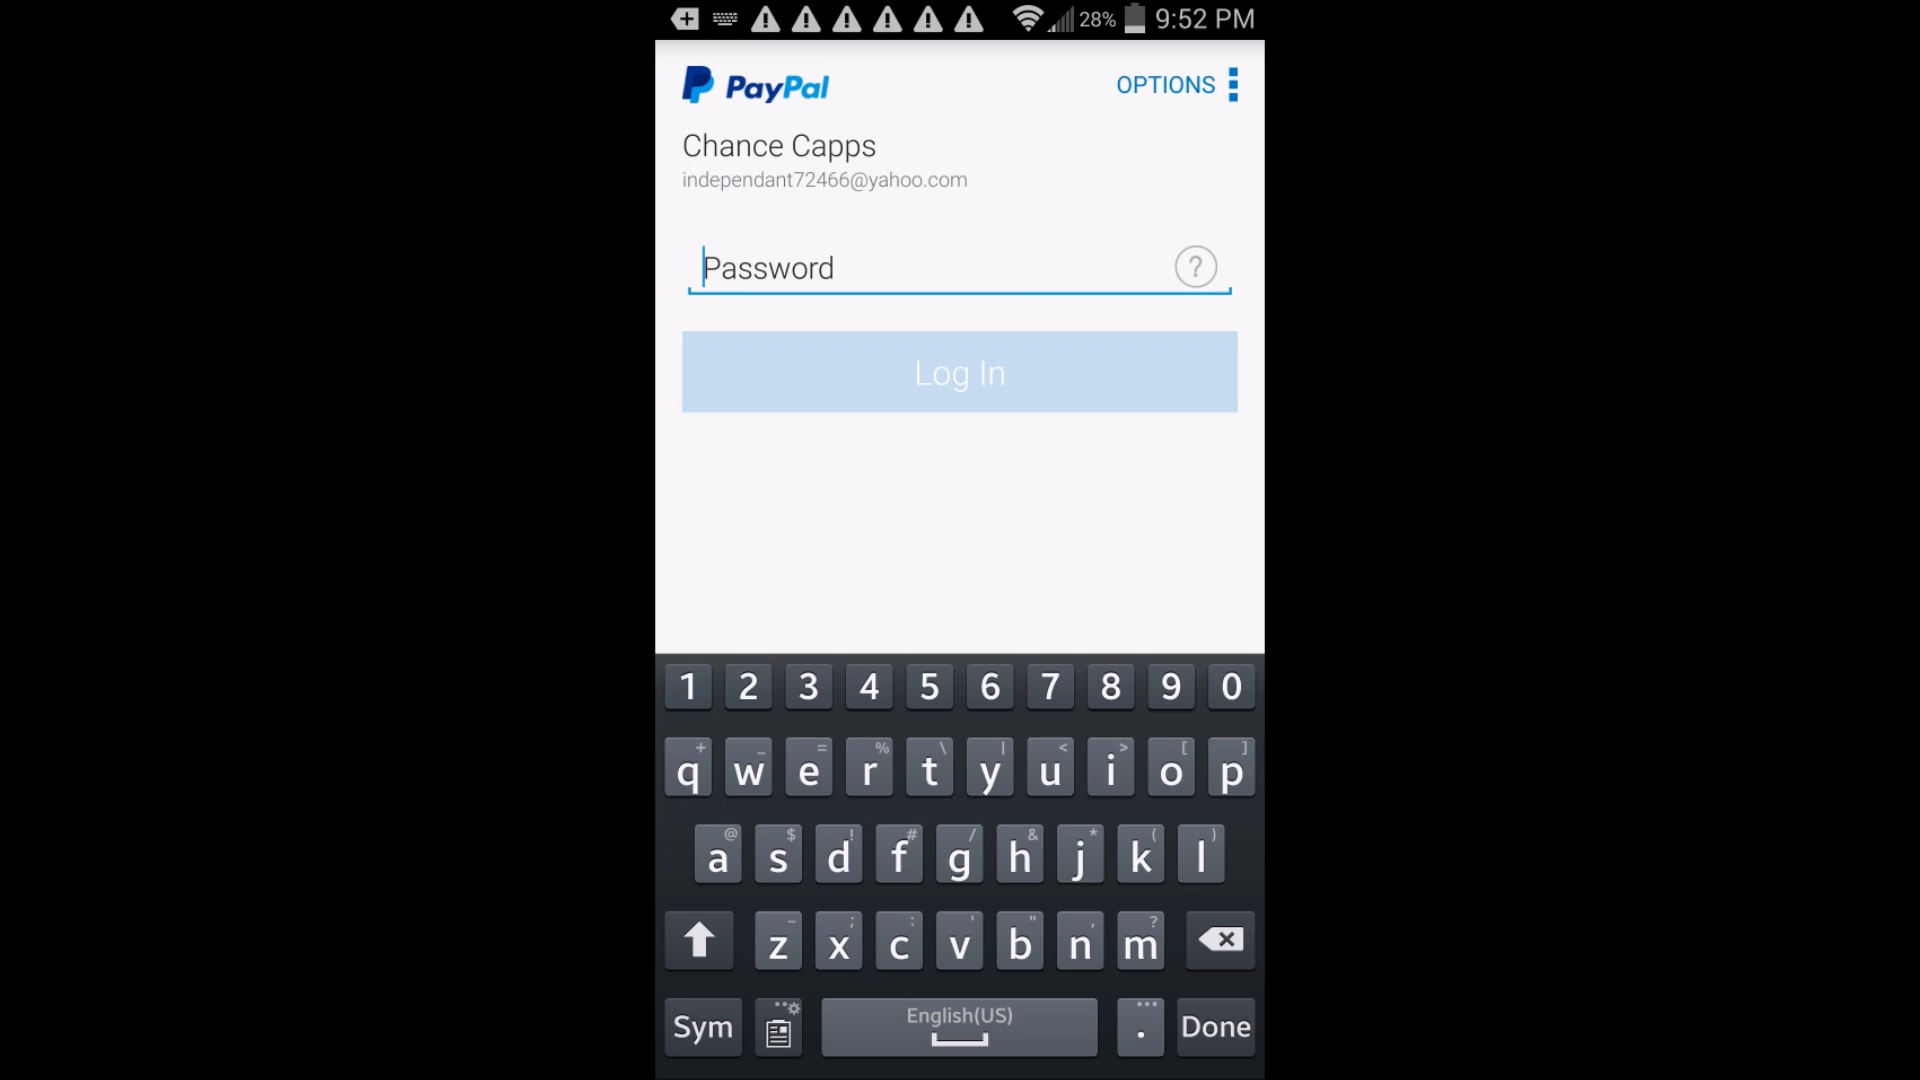 28% 9:52 PM
PayPal OPTIONS
Chance Capps
independant72466@yahoo.com
Password ?
Log In
1 2 3 4 5 6 7 8 9 0
+ _ = % \ | < > [ ]
q w e r t y u i o p
@ $ ! # / & * ( )
a s d f g h j k l
- ; : ' " , ?
z x c v b n m
English(US)
Sym . Done